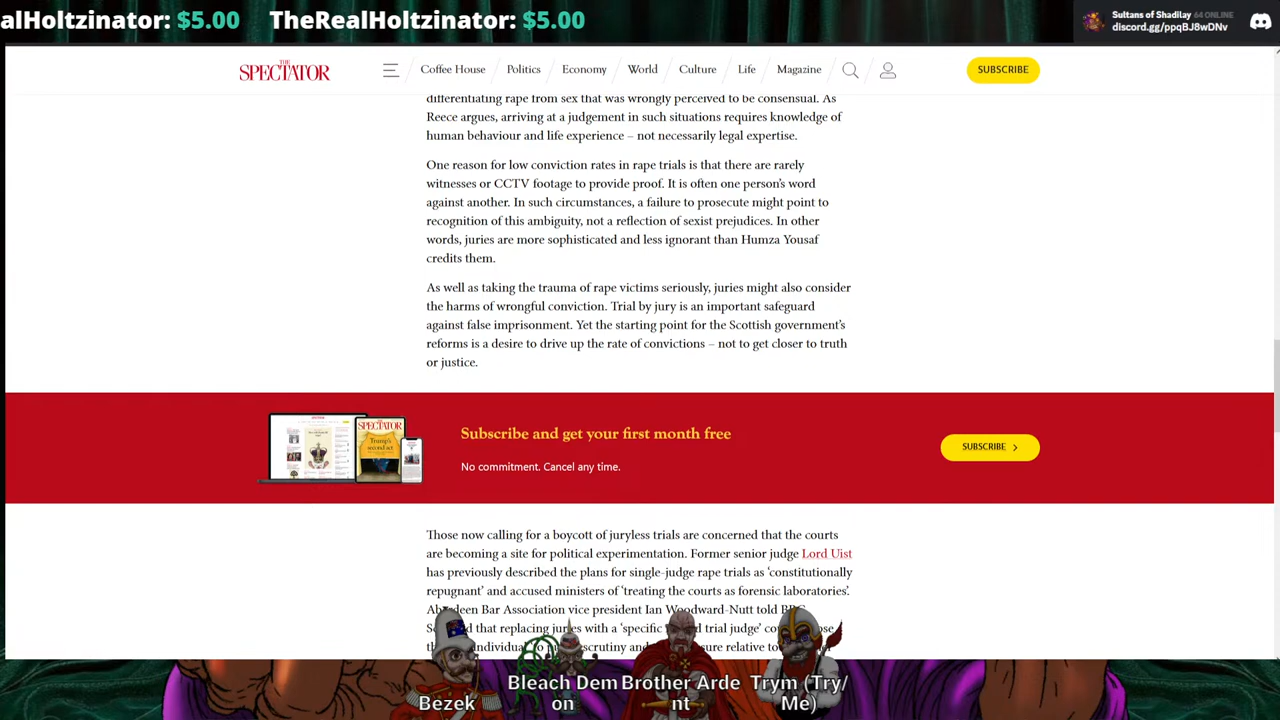 alHoltzinator: $5.00 TheRealHoltzinator: $5.00
Sultans of Shadilay 64 ONLINE
discord.gg/ppqBJ8wDNv
THE SPECTATOR
Coffee House Politics Economy World Culture Life Magazine SUBSCRIBE
differentiating rape from sex that was wrongly perceived to be consensual. As
Reece argues, arriving at a judgement in such situations requires knowledge of
human behaviour and life experience – not necessarily legal expertise.
One reason for low conviction rates in rape trials is that there are rarely
witnesses or CCTV footage to provide proof. It is often one person's word
against another. In such circumstances, a failure to prosecute might point to
recognition of this ambiguity, not a reflection of sexist prejudices. In other
words, juries are more sophisticated and less ignorant than Humza Yousaf
credits them.
As well as taking the trauma of rape victims seriously, juries might also consider
the harms of wrongful conviction. Trial by jury is an important safeguard
against false imprisonment. Yet the starting point for the Scottish government's
reforms is a desire to drive up the rate of convictions – not to get closer to truth
or justice.
SPECTATOR
Trump's
second act
Subscribe and get your first month free
No commitment. Cancel any time.
SUBSCRIBE
Those now calling for a boycott of juryless trials are concerned that the courts
are becoming a site for political experimentation. Former senior judge Lord Uist
has previously described the plans for single-judge rape trials as 'constitutionally
repugnant' and accused ministers of 'treating the courts as forensic laboratories'.
Aberdeen Bar Association vice president Ian Woodward-Nutt told BBC
that replacing juries with a 'specific trial judge'
individual scrutiny and relative to
Bezek
Bleach Dem
on
Brother Arde
nt
Trym (Try/
Me)